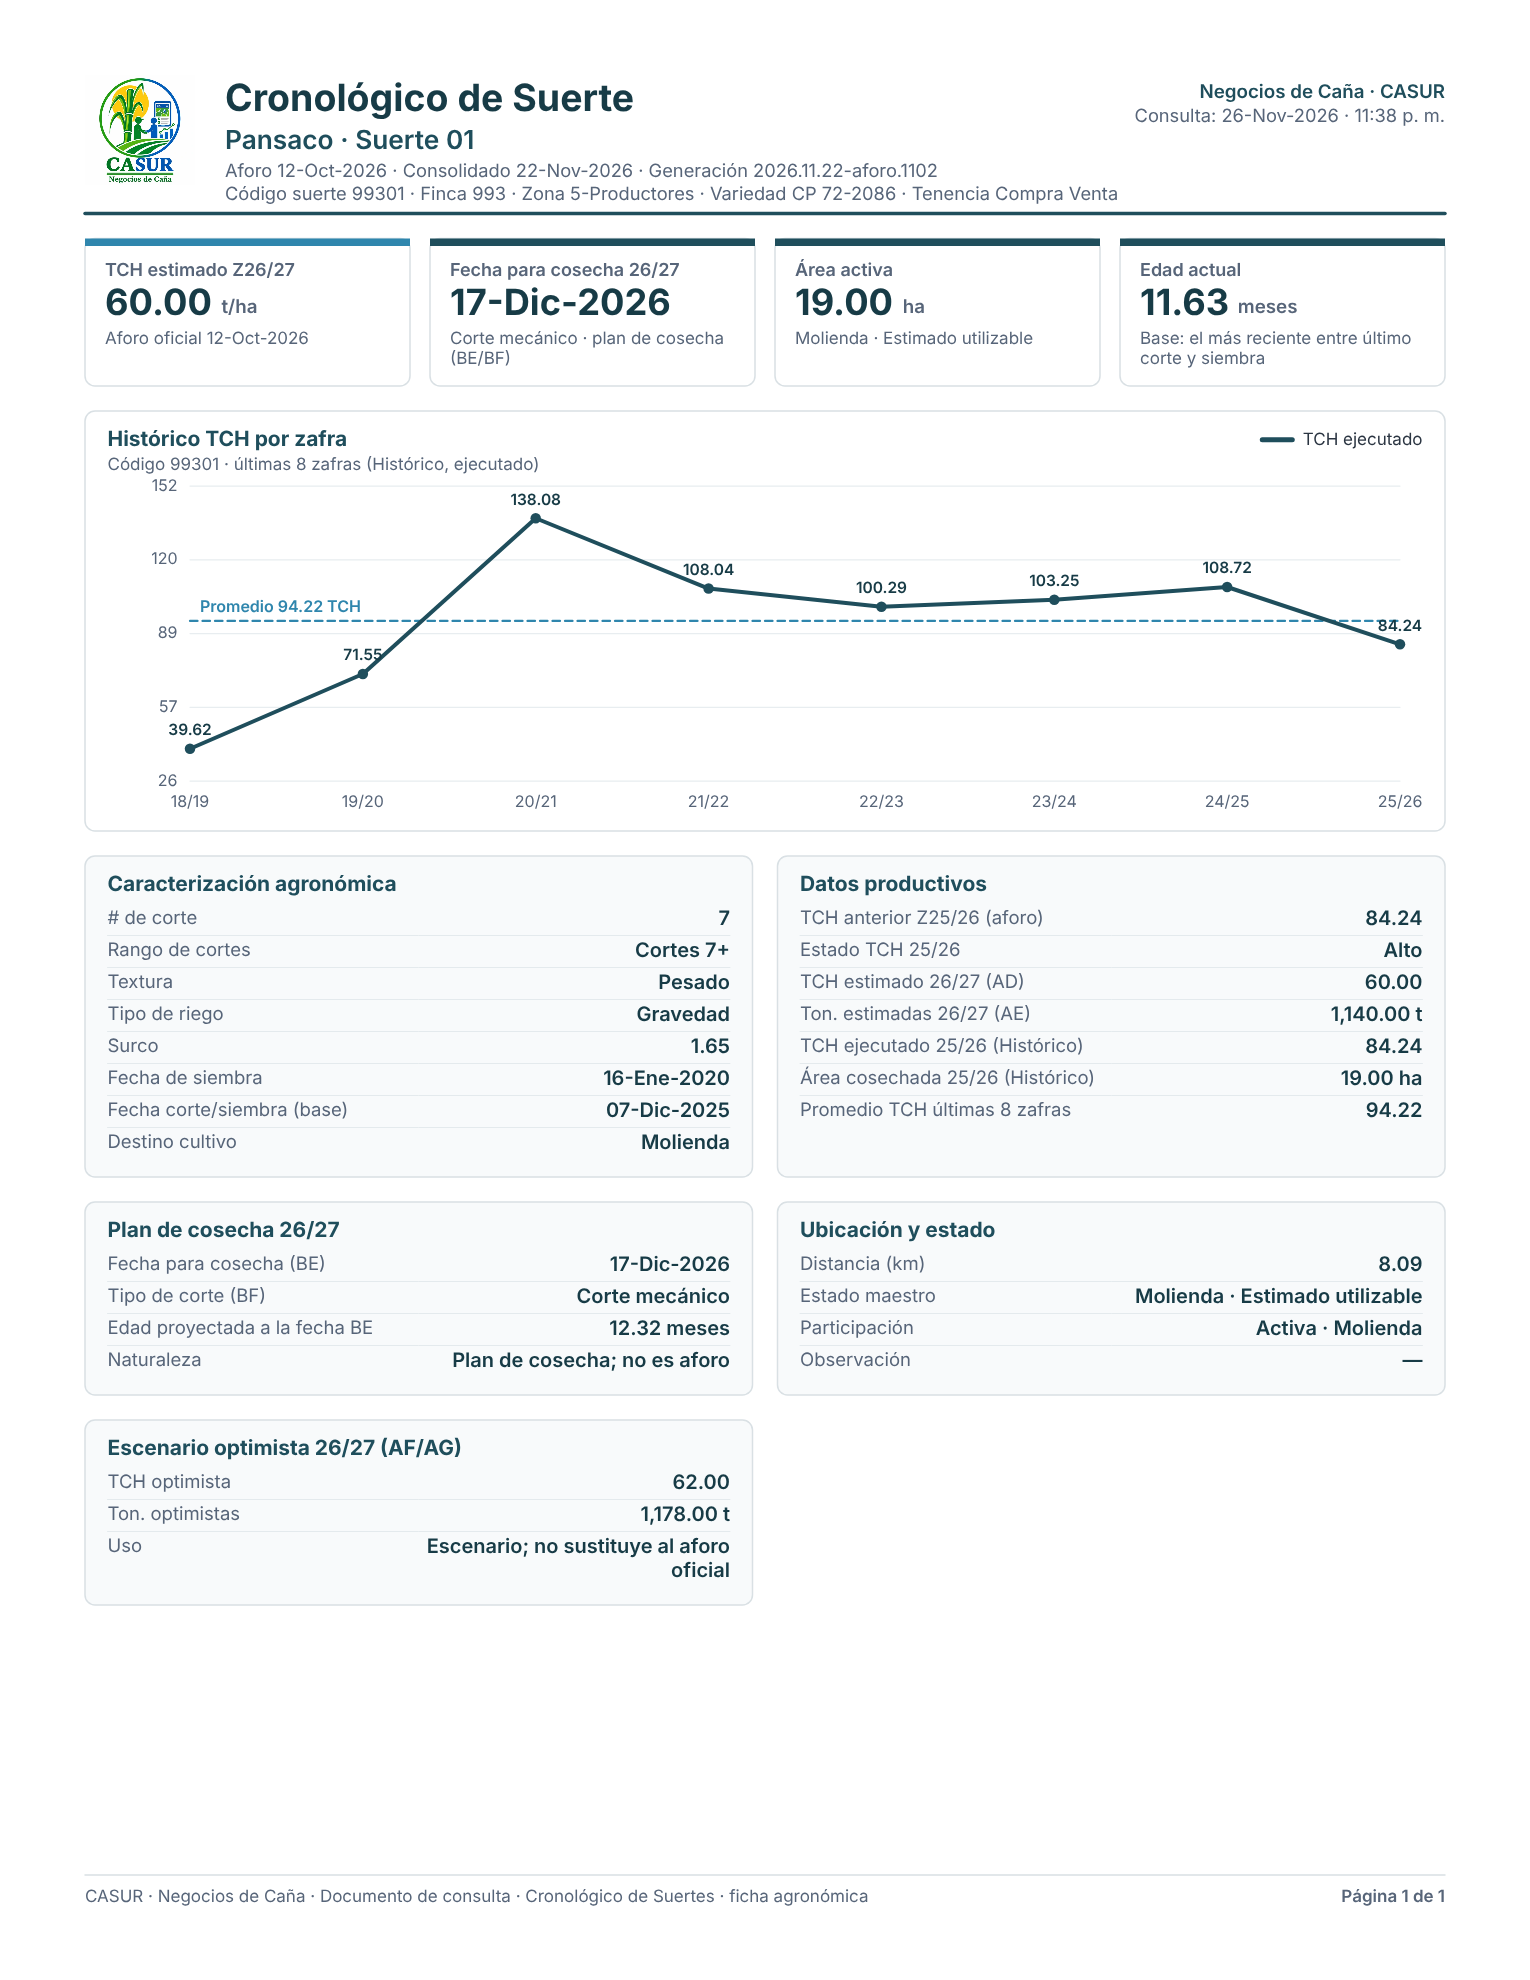 CASUR
Negocios de Caña
Cronológico de Suerte
Pansaco · Suerte 01
Aforo 12-Oct-2026 · Consolidado 22-Nov-2026 · Generación 2026.11.22-aforo.1102
Código suerte 99301 · Finca 993 · Zona 5-Productores · Variedad CP 72-2086 · Tenencia Compra Venta
Negocios de Caña · CASUR
Consulta: 26-Nov-2026 · 11:38 p. m.
TCH estimado Z26/27
60.00 t/ha
Aforo oficial 12-Oct-2026
Fecha para cosecha 26/27
17-Dic-2026
Corte mecánico · plan de cosecha
(BE/BF)
Área activa
19.00 ha
Molienda · Estimado utilizable
Edad actual
11.63 meses
Base: el más reciente entre último
corte y siembra
Histórico TCH por zafra
Código 99301 · últimas 8 zafras (Histórico, ejecutado)
TCH ejecutado
152
120
89
57
26
Promedio 94.22 TCH
39.62
71.55
138.08
108.04
100.29
103.25
108.72
84.24
18/19
19/20
20/21
21/22
22/23
23/24
24/25
25/26
Caracterización agronómica
# de corte 7
Rango de cortes Cortes 7+
Textura Pesado
Tipo de riego Gravedad
Surco 1.65
Fecha de siembra 16-Ene-2020
Fecha corte/siembra (base) 07-Dic-2025
Destino cultivo Molienda
Datos productivos
TCH anterior Z25/26 (aforo) 84.24
Estado TCH 25/26 Alto
TCH estimado 26/27 (AD) 60.00
Ton. estimadas 26/27 (AE) 1,140.00 t
TCH ejecutado 25/26 (Histórico) 84.24
Área cosechada 25/26 (Histórico) 19.00 ha
Promedio TCH últimas 8 zafras 94.22
Plan de cosecha 26/27
Fecha para cosecha (BE) 17-Dic-2026
Tipo de corte (BF) Corte mecánico
Edad proyectada a la fecha BE 12.32 meses
Naturaleza Plan de cosecha; no es aforo
Ubicación y estado
Distancia (km) 8.09
Estado maestro Molienda · Estimado utilizable
Participación Activa · Molienda
Observación —
Escenario optimista 26/27 (AF/AG)
TCH optimista 62.00
Ton. optimistas 1,178.00 t
Uso Escenario; no sustituye al aforo
oficial
CASUR · Negocios de Caña · Documento de consulta · Cronológico de Suertes · ficha agronómica
Página 1 de 1